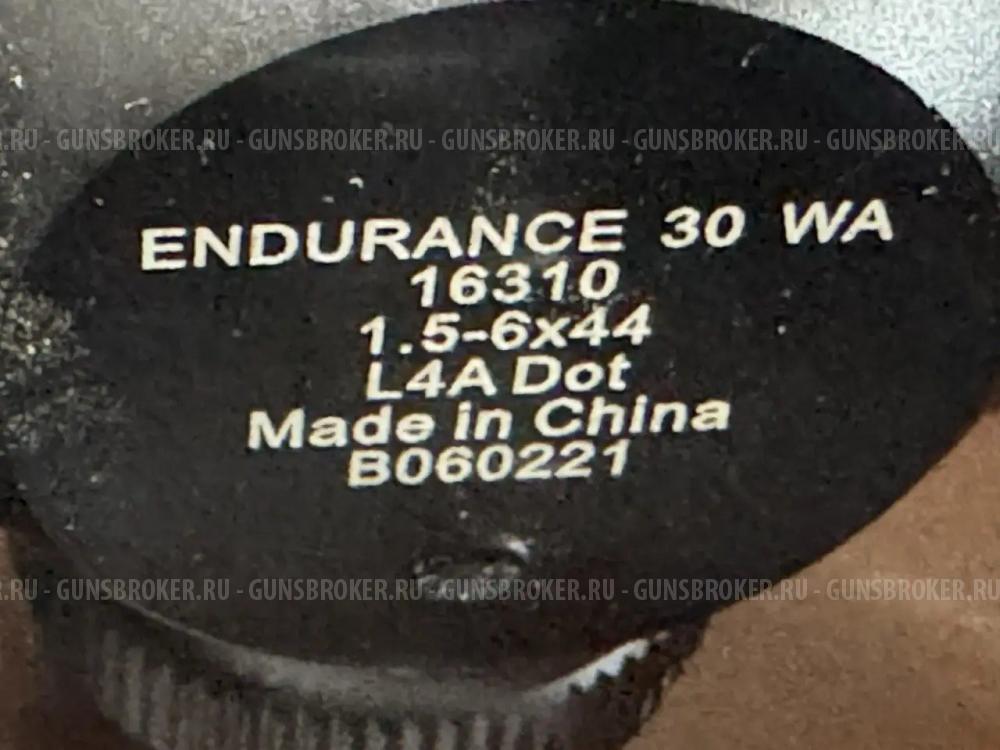 .RU - GUNSBROKER.RU - GUNSBROKER.RU - GUNSBROKER.RU - GUNSBROKER.RU - GUNSBROKER.RU
ENDURANCE 30 WA
16310
1.5-6x44
L4A Dot
Made in China
B060221
.RU - GUNSBROKER.RU - GUNSBROKER.RU - GUNSBROKER.RU - GUNSBROKER.RU - GUNSBROKER.RU